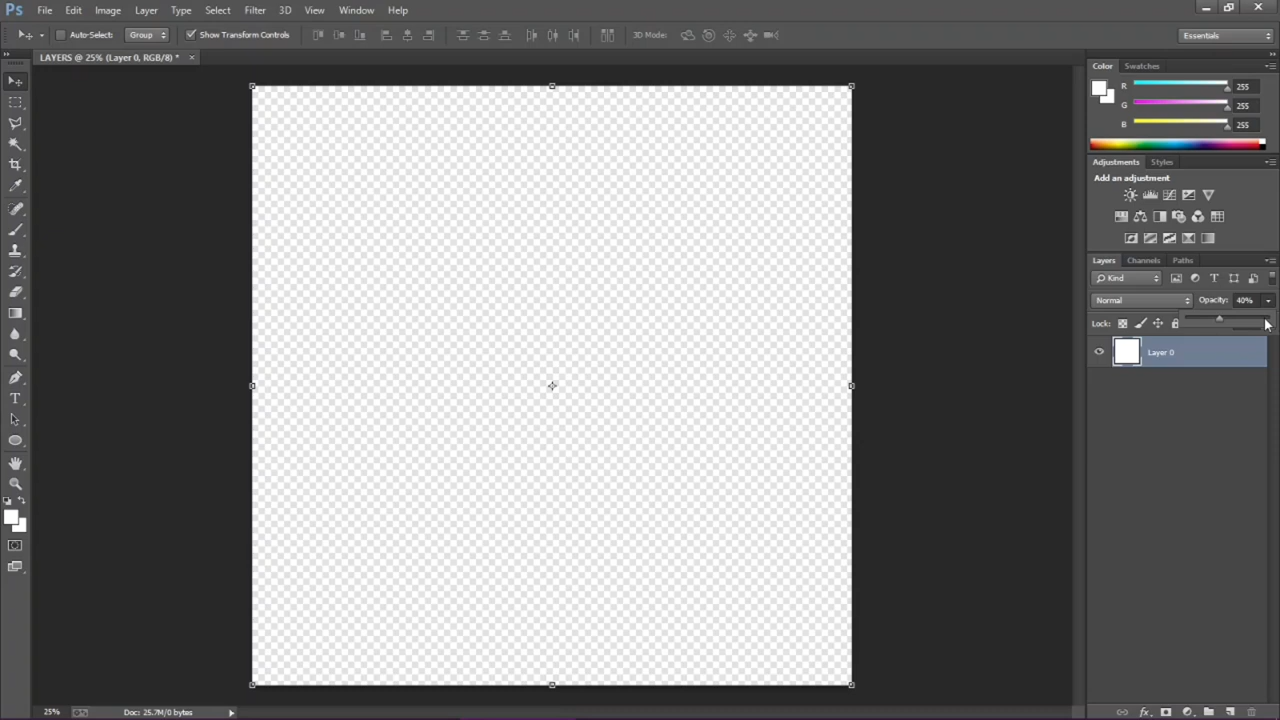 Ps File Edit Image Layer Type Select Filter 3D View Window Help
Auto-Select: Group Show Transform Controls 3D Mode: Essentials
LAYERS @ 25% (Layer 0, RGB/8) * ×
Color Swatches
R 255
G 255
B 255
Adjustments Styles
Add an adjustment
Layers Channels Paths
Kind
Normal Opacity: 40%
Lock:
Layer 0
25% Doc: 25.7M/0 bytes